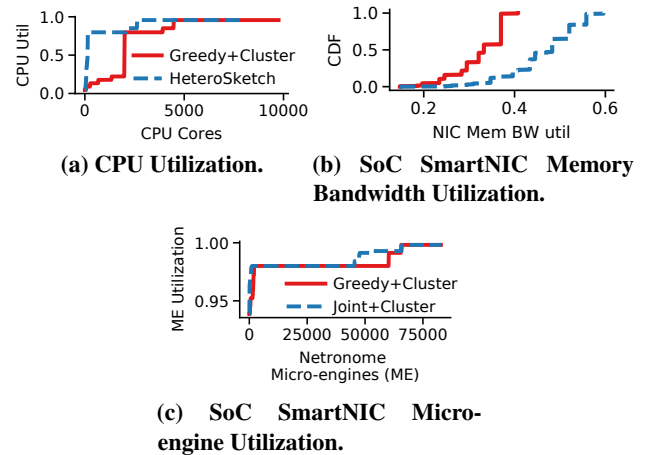 CPU Util
1.0
0.5
0.0
Greedy+Cluster
HeteroSketch
0
5000
10000
CPU Cores
(a) CPU Utilization.
CDF
1.0
0.5
0.0
0.2
0.4
0.6
NIC Mem BW util
(b) SoC SmartNIC Memory
Bandwidth Utilization.
ME Utilization
1.00
0.95
Greedy+Cluster
Joint+Cluster
0
25000
50000
75000
Netronome
Micro-engines (ME)
(c) SoC SmartNIC Micro-
engine Utilization.